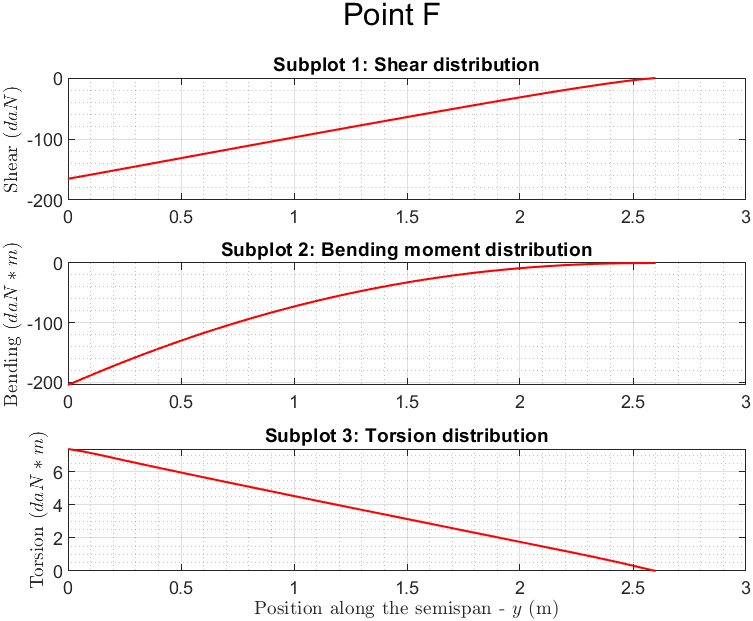 Point F
Subplot 1: Shear distribution
Shear (daN)
0
-100
-200
0 0.5 1 1.5 2 2.5 3
Subplot 2: Bending moment distribution
Bending (daN * m)
0
-100
-200
0 0.5 1 1.5 2 2.5 3
Subplot 3: Torsion distribution
Torsion (daN * m)
6
4
2
0
0 0.5 1 1.5 2 2.5 3
Position along the semispan - y (m)